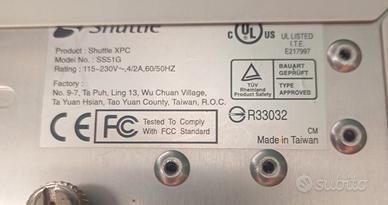 Shuttle
Product : Shuttle XPC
Model No. : SS51G
Rating : 115-230V~,4/2A,60/50HZ
Factory :
No. 9-7, Ta Puh, Ling 13, Wu Chuan Village,
Ta Yuan Hsian, Tao Yuan County, Taiwan, R.O.C.
CE FC
Tested To Comply
With FCC Standard
c UL US
UL LISTED
I.T.E.
E217997
TÜV
Rheinland
Product Safety
BAUART
GEPRÜFT
TYPE
APPROVED
R33032
CM
Made in Taiwan
subito